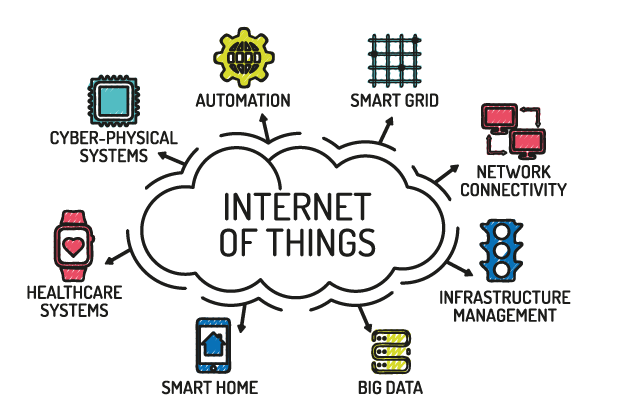 AUTOMATION
SMART GRID
CYBER-PHYSICAL
SYSTEMS
NETWORK
CONNECTIVITY
INTERNET
OF THINGS
HEALTHCARE
SYSTEMS
INFRASTRUCTURE
MANAGEMENT
SMART HOME
BIG DATA